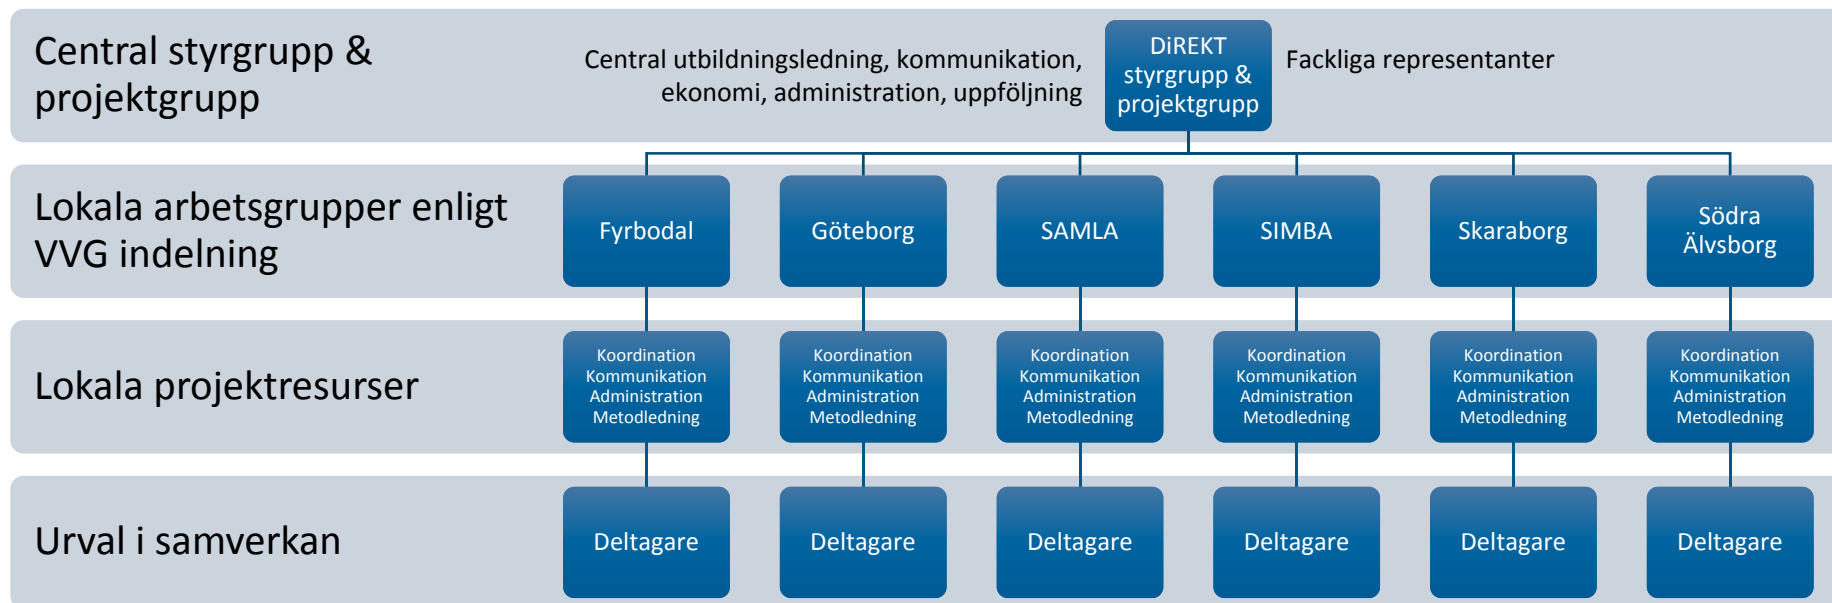 Central styrgrupp &
projektgrupp
Central utbildningsledning, kommunikation,
ekonomi, administration, uppföljning
DiREKT
styrgrupp &
projektgrupp
Fackliga representanter
Lokala arbetsgrupper enligt
VVG indelning
Fyrbodal
Göteborg
SAMLA
SIMBA
Skaraborg
Södra
Älvsborg
Lokala projektresurser
Koordination
Kommunikation
Administration
Metodledning
Koordination
Kommunikation
Administration
Metodledning
Koordination
Kommunikation
Administration
Metodledning
Koordination
Kommunikation
Administration
Metodledning
Koordination
Kommunikation
Administration
Metodledning
Koordination
Kommunikation
Administration
Metodledning
Urval i samverkan
Deltagare
Deltagare
Deltagare
Deltagare
Deltagare
Deltagare